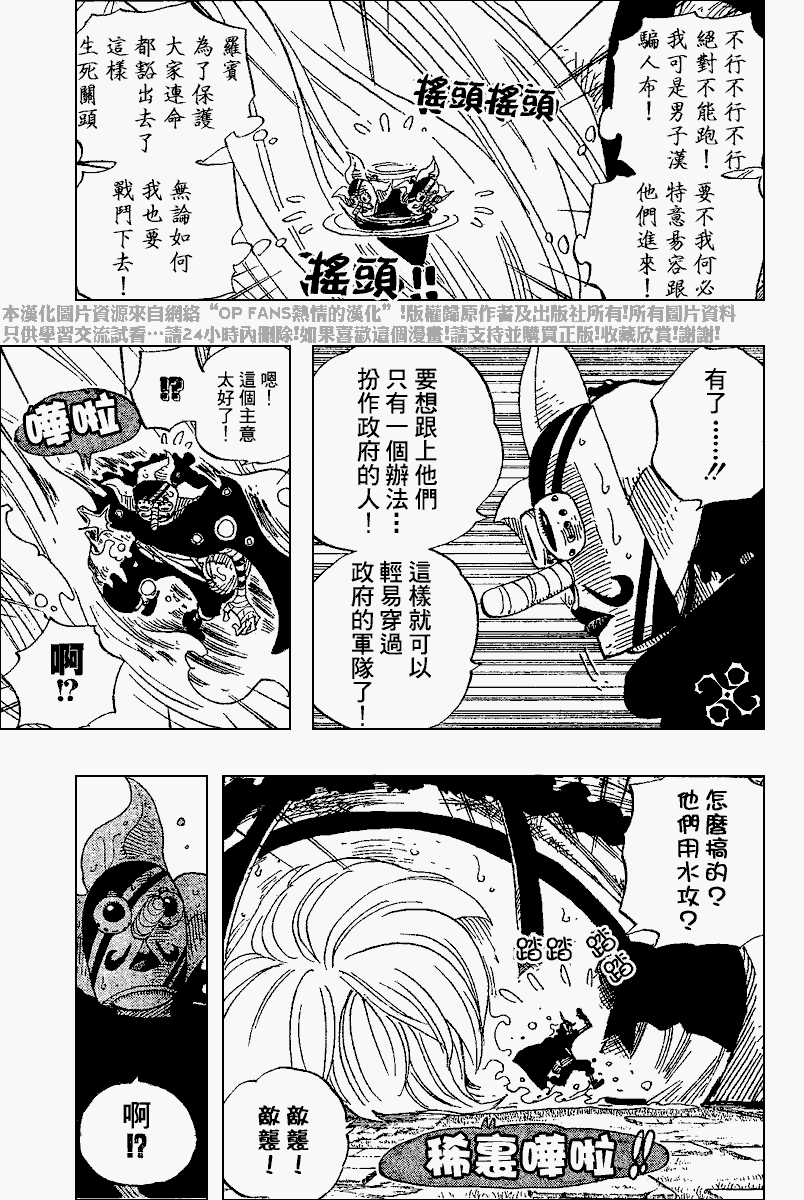 不行不行不行
絕對不能跑！
我可是男子漢
騙人布！
要不我何必
特意易容跟
他們進來！
搖頭搖頭
搖頭!!
羅賓
為了保護
大家連命
都豁出去了
這樣
生死關頭
無論如何
我也要
戰鬥下去！
本漢化圖片資源來自網絡“OP FANS熱情的漢化”!版權歸原作者及出版社所有!所有圖片資料
只供學習交流試看…請24小時內刪除!如果喜歡這個漫畫!請支持並購買正版!收藏欣賞!謝謝!
有了……!!
要想跟上他們
只有一個辦法…
扮作政府的人！
這樣就可以
輕易穿過
政府的軍隊了！
嗯！
這個主意
太好了！
!?
嘩啦
啊!?
怎麼搞的？
他們用水攻？
踏踏
踏踏
敵襲！
敵襲！
稀裏嘩啦!!
啊!?